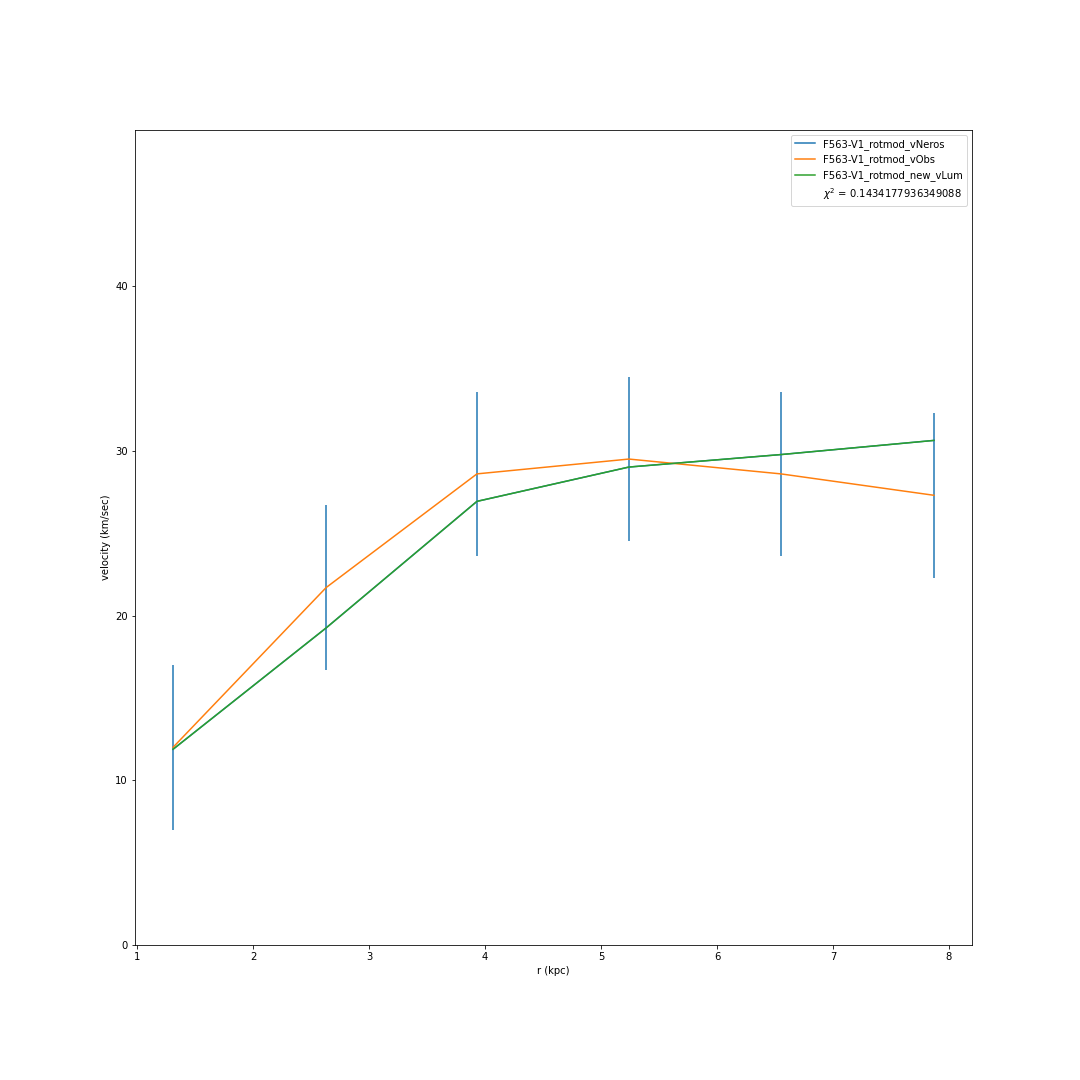 F563-V1_rotmod_vNeros
F563-V1_rotmod_vObs
F563-V1_rotmod_new_vLum
χ² = 0.1434177936349088
40
30
20
10
0
velocity (km/sec)
1 2 3 4 5 6 7 8
r (kpc)